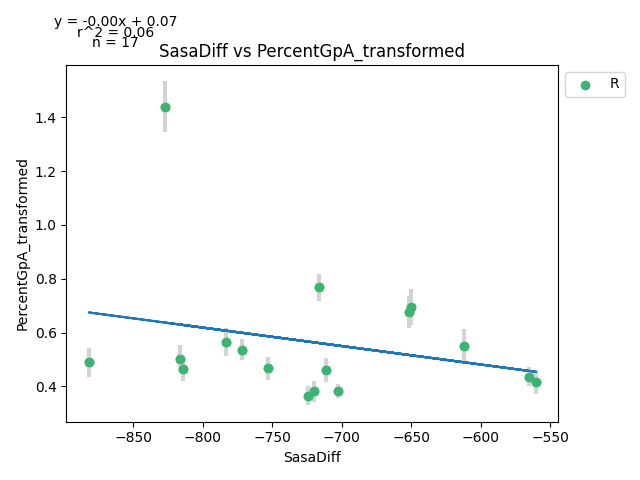 y = -0.00x + 0.07
r^2 = 0.06
n = 17
SasaDiff vs PercentGpA_transformed
R
PercentGpA_transformed
1.4
1.2
1.0
0.8
0.6
0.4
−850 −800 −750 −700 −650 −600 −550
SasaDiff